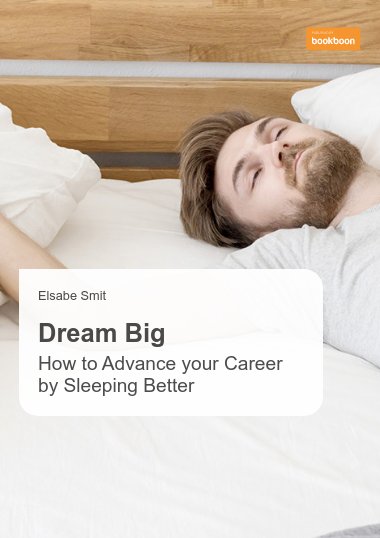 bookboon
Elsabe Smit
Dream Big
How to Advance your Career
by Sleeping Better